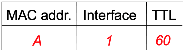 MAC addr. Interface TTL
A 1 60